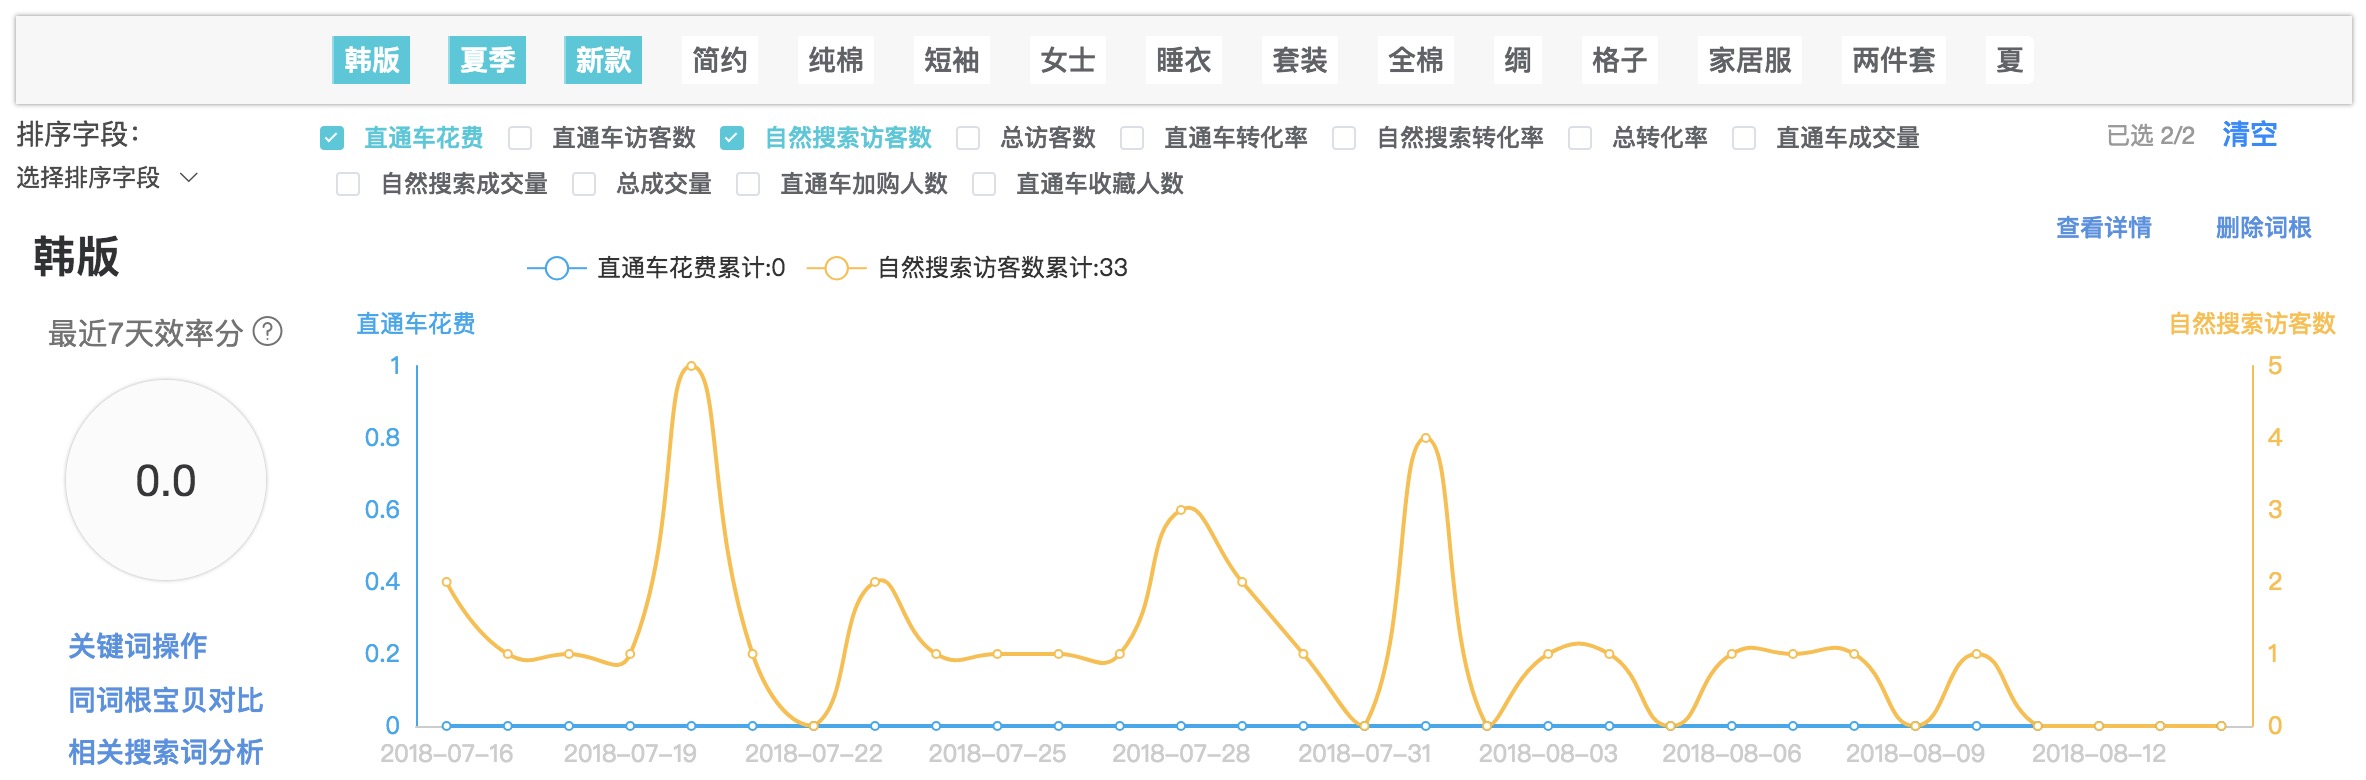 韩版 夏季 新款 简约 纯棉 短袖 女士 睡衣 套装 全棉 绸 格子 家居服 两件套 夏
排序字段: 直通车花费 直通车访客数 自然搜索访客数 总访客数 直通车转化率 自然搜索转化率 总转化率 直通车成交量 已选 2/2 清空
选择排序字段 自然搜索成交量 总成交量 直通车加购人数 直通车收藏人数
查看详情 删除词根
韩版
直通车花费累计:0 自然搜索访客数累计:33
最近7天效率分 ?
0.0
关键词操作
同词根宝贝对比
相关搜索词分析
直通车花费 自然搜索访客数
1 5
0.8 4
0.6 3
0.4 2
0.2 1
0 0
2018-07-16 2018-07-19 2018-07-22 2018-07-25 2018-07-28 2018-07-31 2018-08-03 2018-08-06 2018-08-09 2018-08-12